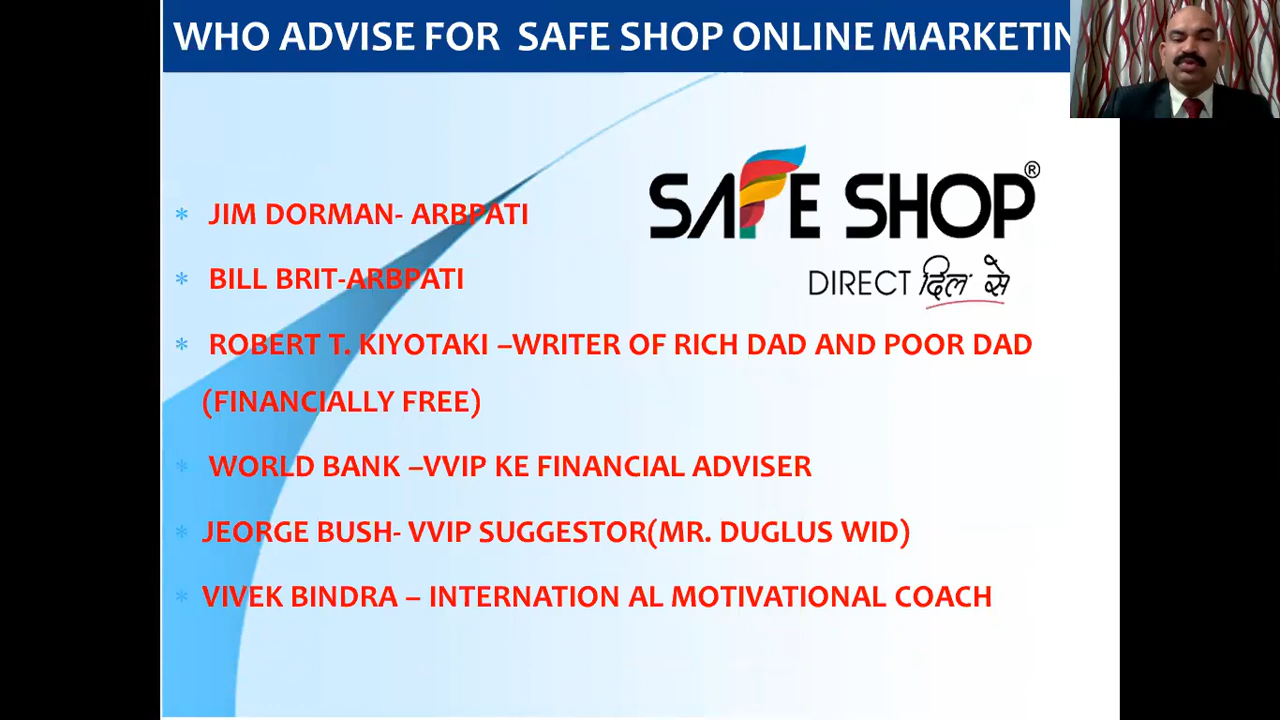 WHO ADVISE FOR SAFE SHOP ONLINE MARKETIN
SAFE SHOP®
DIRECT दिल से
* JIM DORMAN- ARBPATI
* BILL BRIT-ARBPATI
* ROBERT T. KIYOTAKI –WRITER OF RICH DAD AND POOR DAD
(FINANCIALLY FREE)
* WORLD BANK –VVIP KE FINANCIAL ADVISER
* JEORGE BUSH- VVIP SUGGESTOR(MR. DUGLUS WID)
* VIVEK BINDRA – INTERNATION AL MOTIVATIONAL COACH